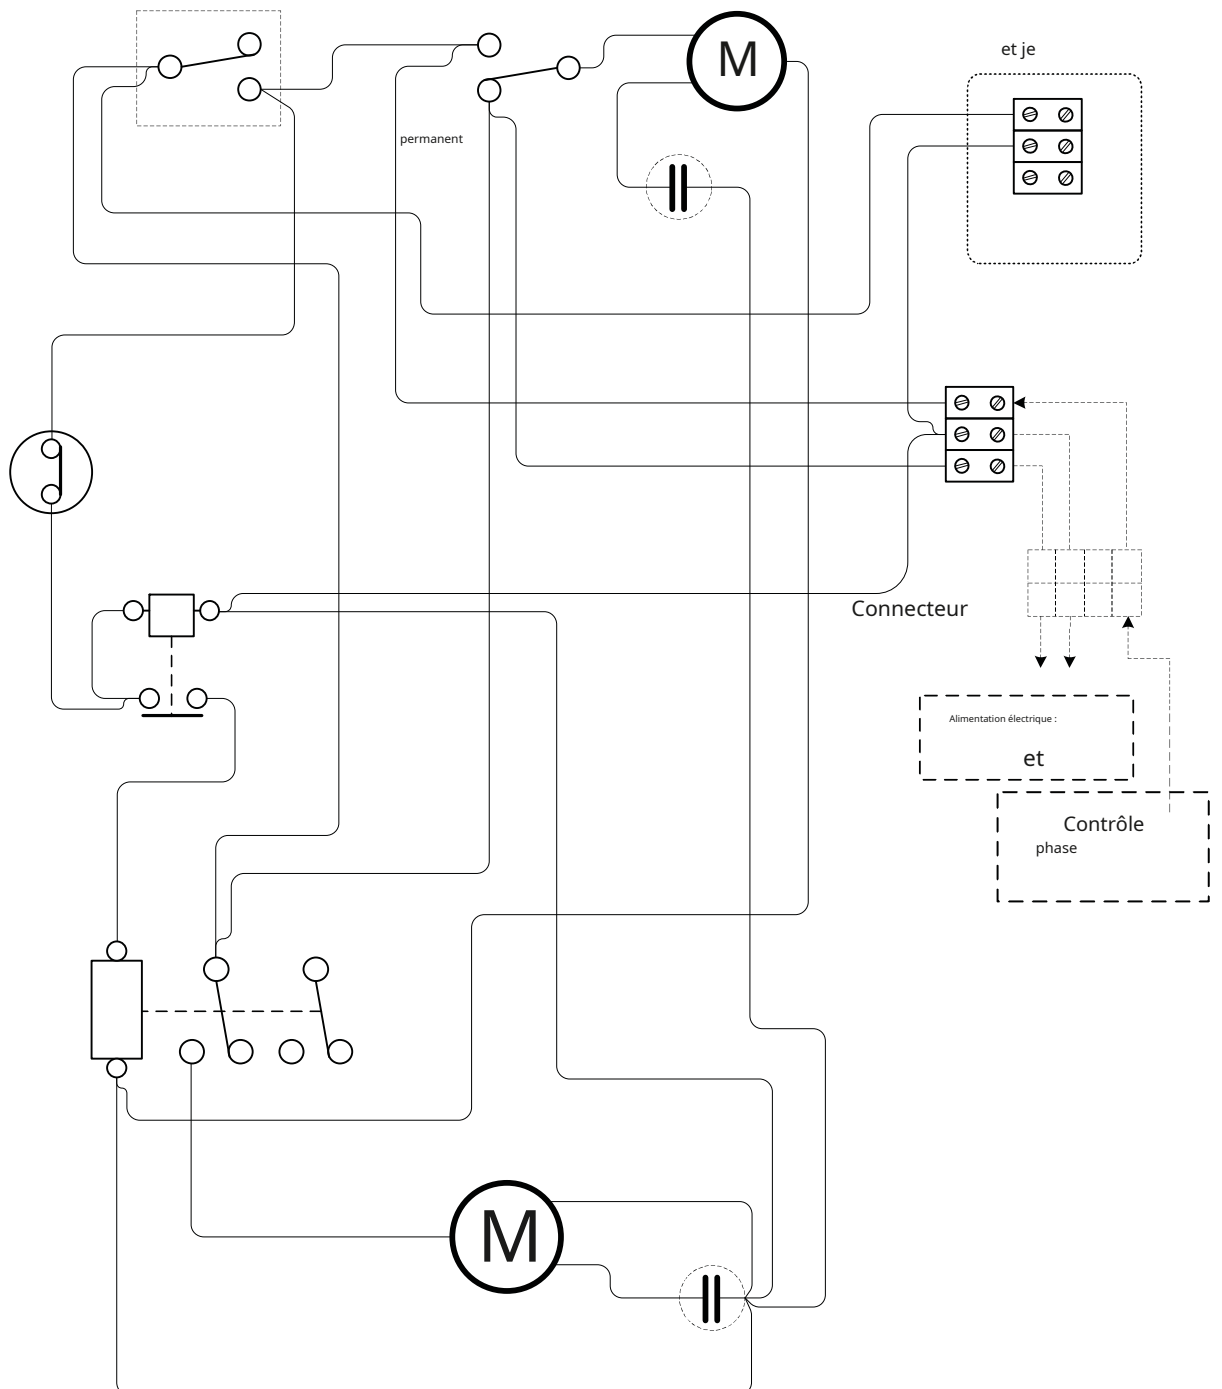 M
et je
permanent
Connecteur
Alimentation électrique :
et
Contrôle
phase
M